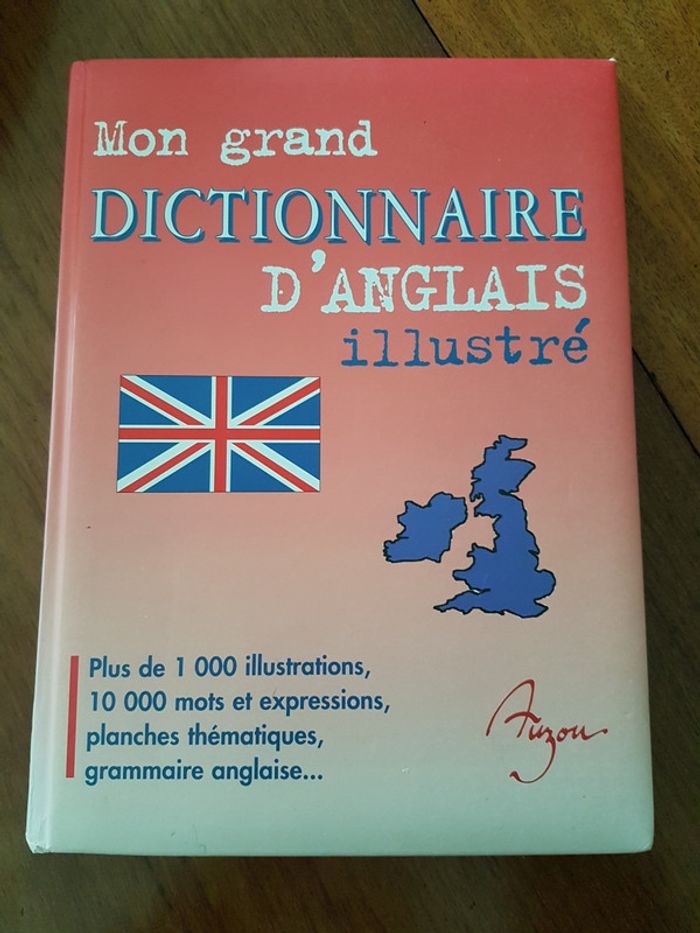 Mon grand
DICTIONNAIRE
D'ANGLAIS
illustré
Plus de 1 000 illustrations,
10 000 mots et expressions,
planches thématiques,
grammaire anglaise...
Auzou